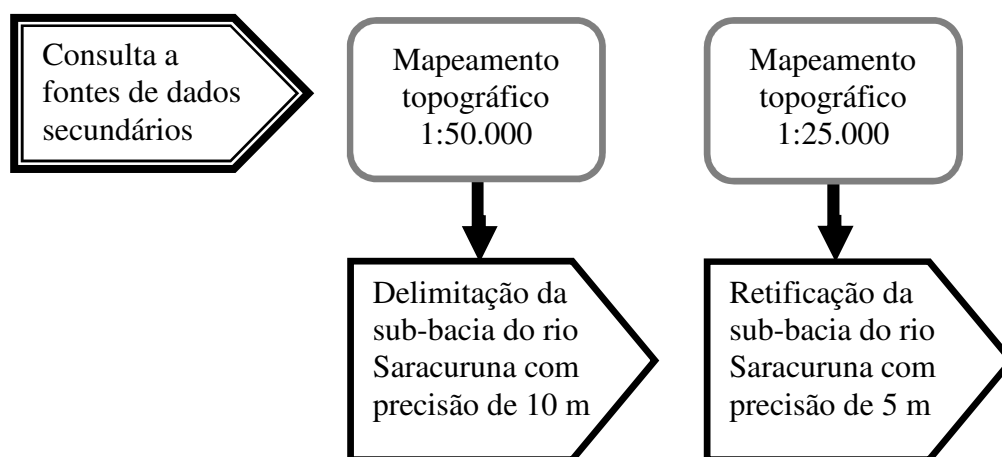 Consulta a
fontes de dados
secundários
Mapeamento
topográfico
1:50.000
Mapeamento
topográfico
1:25.000
Delimitação da
sub-bacia do rio
Saracuruna com
precisão de 10 m
Retificação da
sub-bacia do rio
Saracuruna com
precisão de 5 m